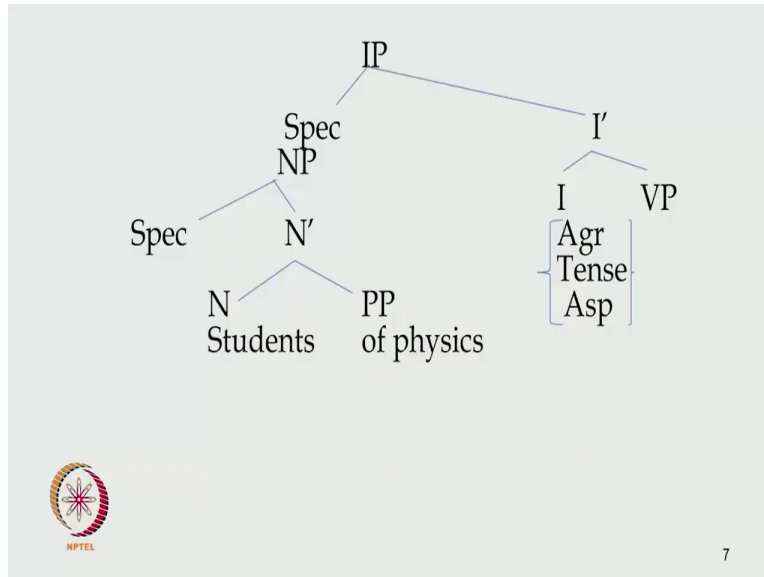 IP
Spec I′
NP
I VP
Spec N′ Agr
Tense
N PP Asp
Students of physics
NPTEL
7